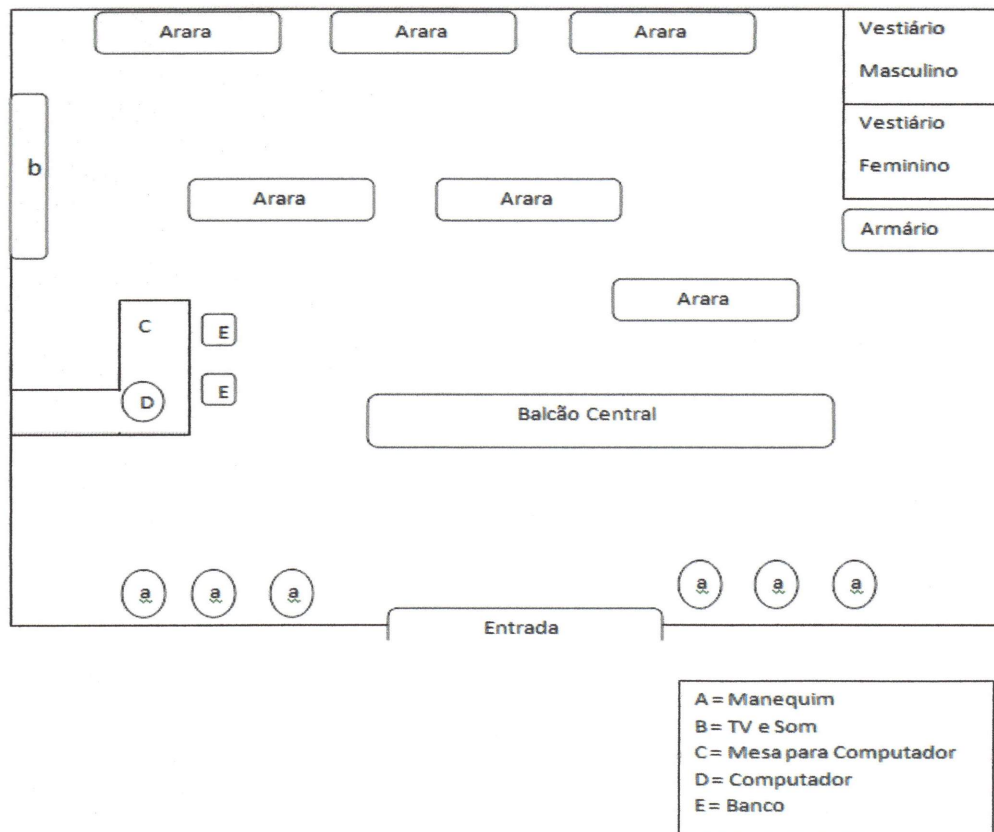 Arara
Arara
Arara
Vestiário
Masculino
Vestiário
Feminino
b
Arara
Arara
Armário
Arara
C
E
D
E
Balcão Central
a
a
a
a
a
a
Entrada
A = Manequim
B = TV e Som
C = Mesa para Computador
D = Computador
E = Banco